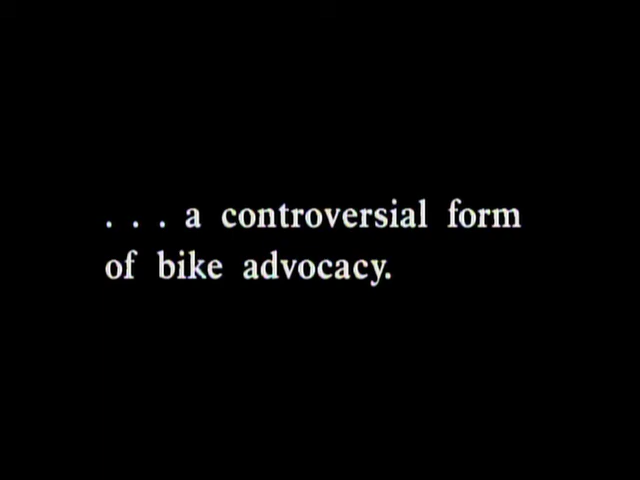 . . . a controversial form
of bike advocacy.